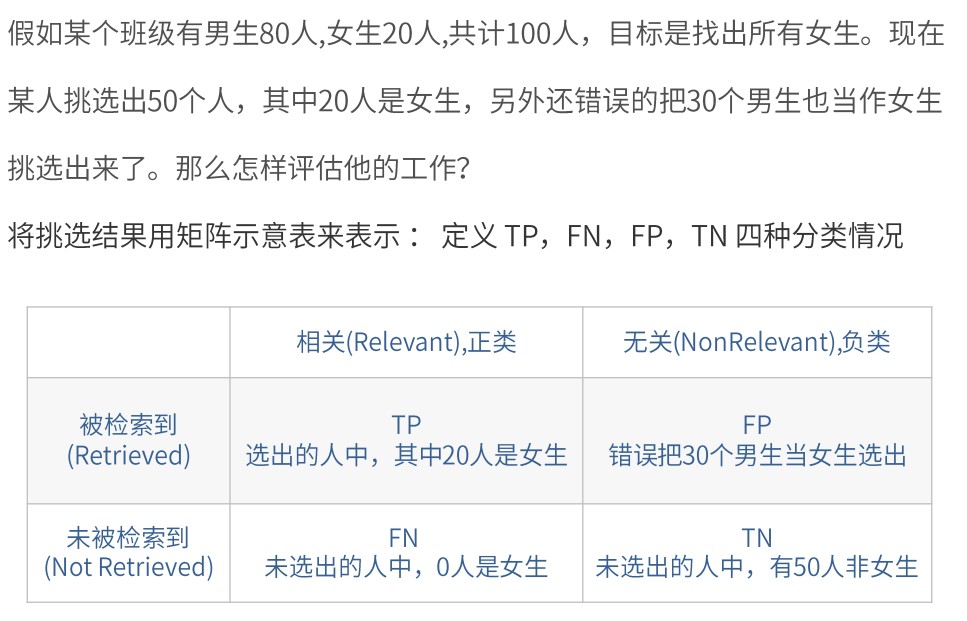 假如某个班级有男生80人,女生20人,共计100人，目标是找出所有女生。现在
某人挑选出50个人，其中20人是女生，另外还错误的把30个男生也当作女生
挑选出来了。那么怎样评估他的工作？
将挑选结果用矩阵示意表来表示： 定义 TP，FN，FP，TN 四种分类情况
相关(Relevant),正类
无关(NonRelevant),负类
被检索到
(Retrieved)
TP
选出的人中，其中20人是女生
FP
错误把30个男生当女生选出
未被检索到
(Not Retrieved)
FN
未选出的人中，0人是女生
TN
未选出的人中，有50人非女生